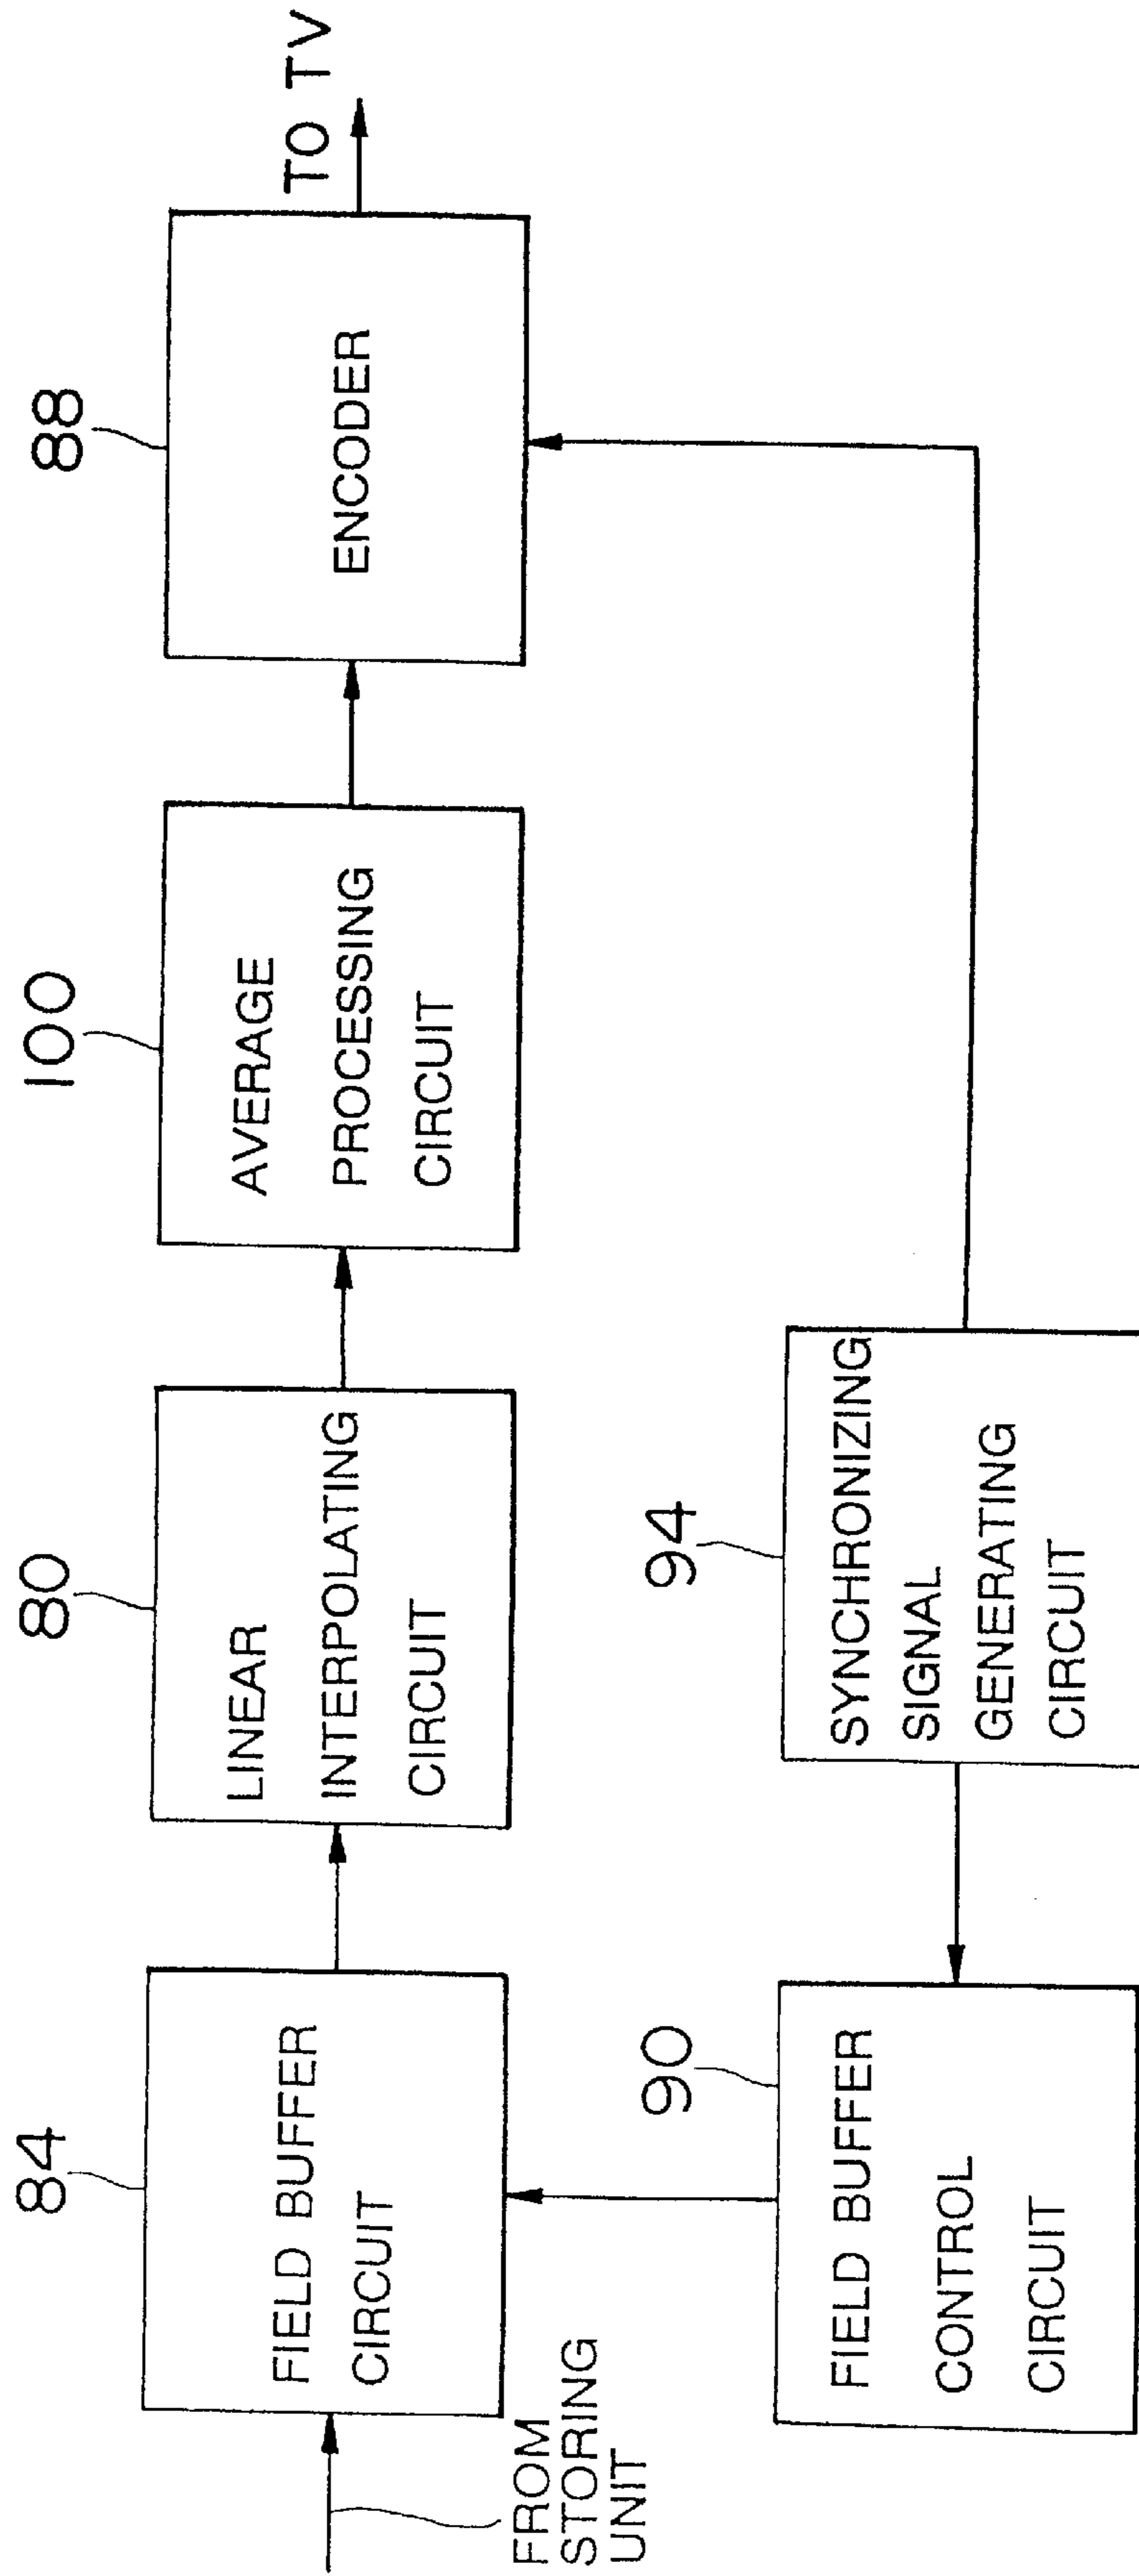 84
FIELD BUFFER
CIRCUIT
FROM
STORING
UNIT
80
LINEAR
INTERPOLATING
CIRCUIT
100
AVERAGE
PROCESSING
CIRCUIT
88
ENCODER
TO TV
90
FIELD BUFFER
CONTROL
CIRCUIT
94
SYNCHRONIZING
SIGNAL
GENERATING
CIRCUIT